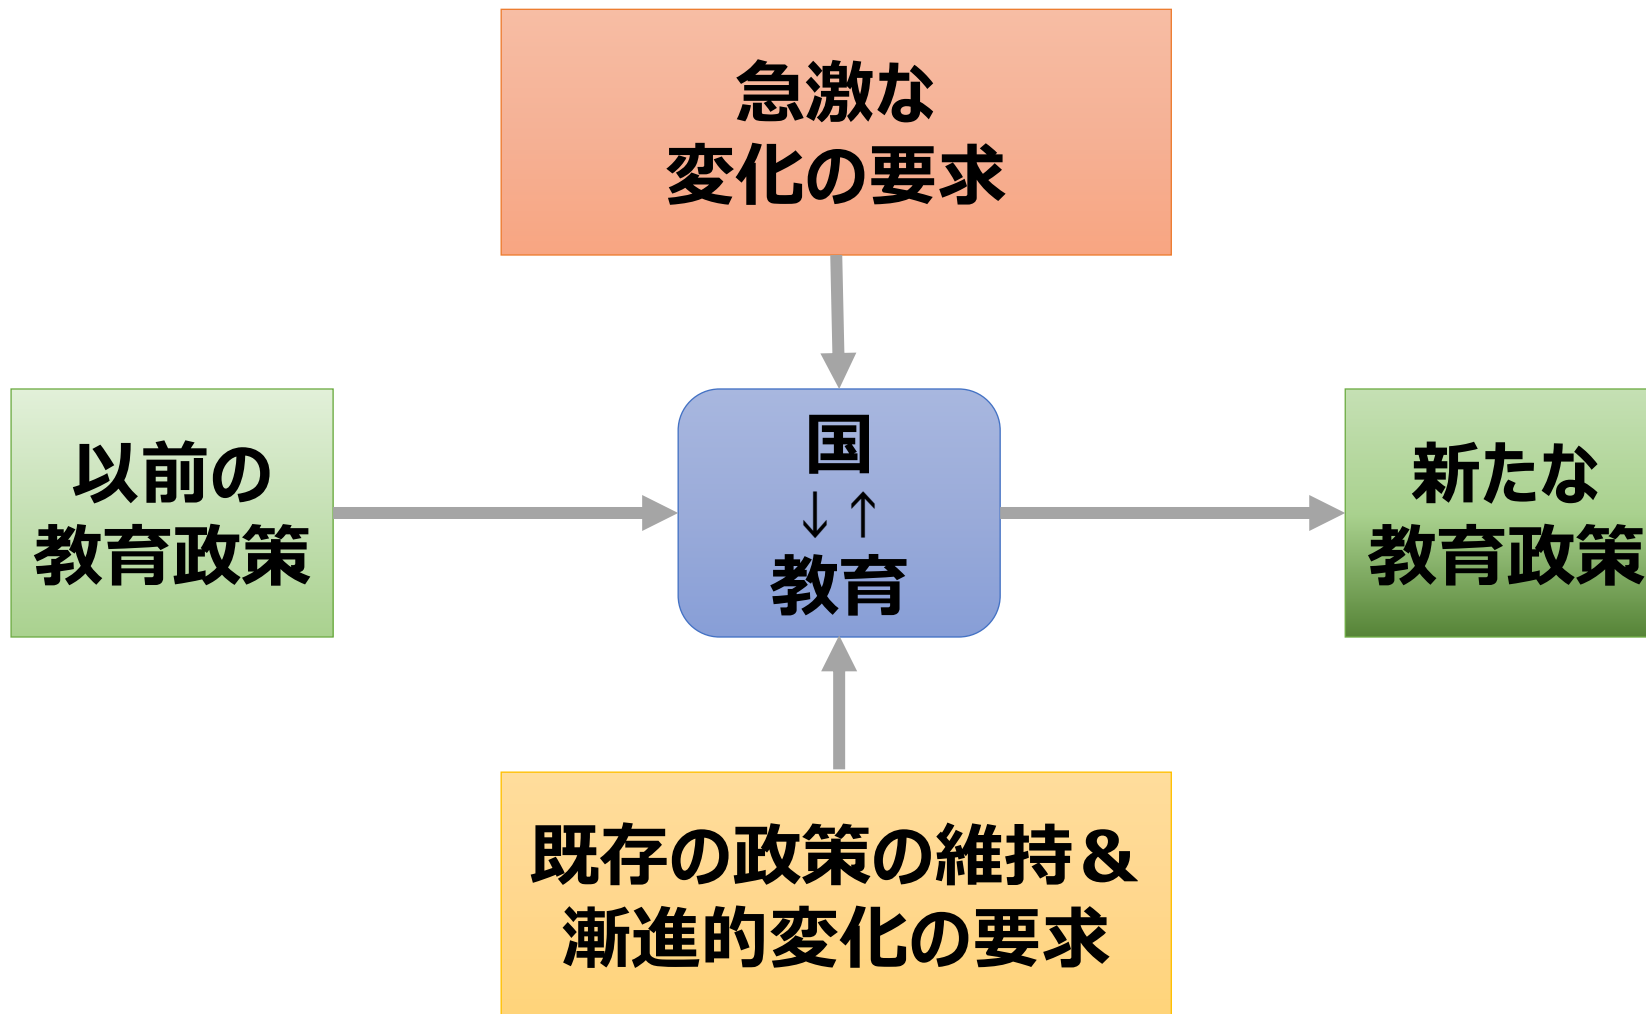 急激な
変化の要求
以前の
教育政策
国
↓↑
教育
新たな
教育政策
既存の政策の維持＆
漸進的変化の要求